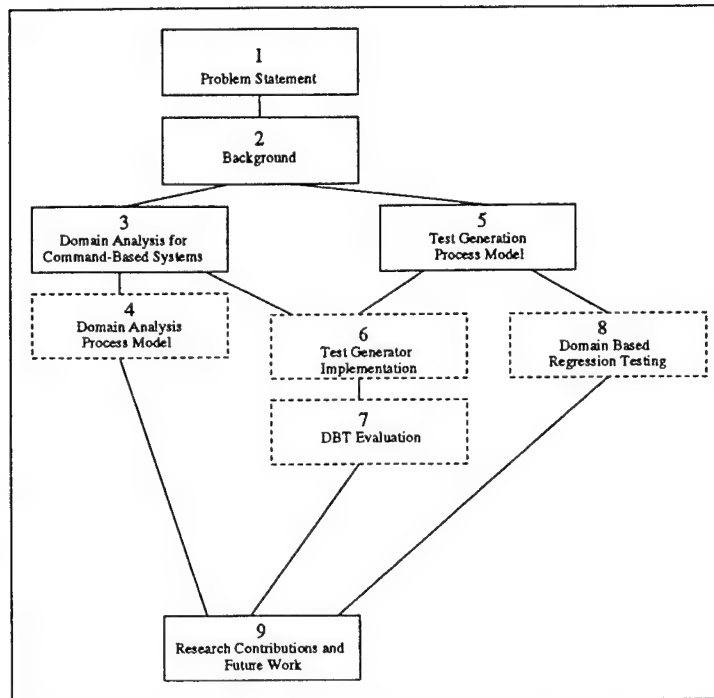 1
Problem Statement
2
Background
3
Domain Analysis for
Command-Based Systems
5
Test Generation
Process Model
4
Domain Analysis
Process Model
6
Test Generator
Implementation
8
Domain Based
Regression Testing
7
DBT Evaluation
9
Research Contributions and
Future Work